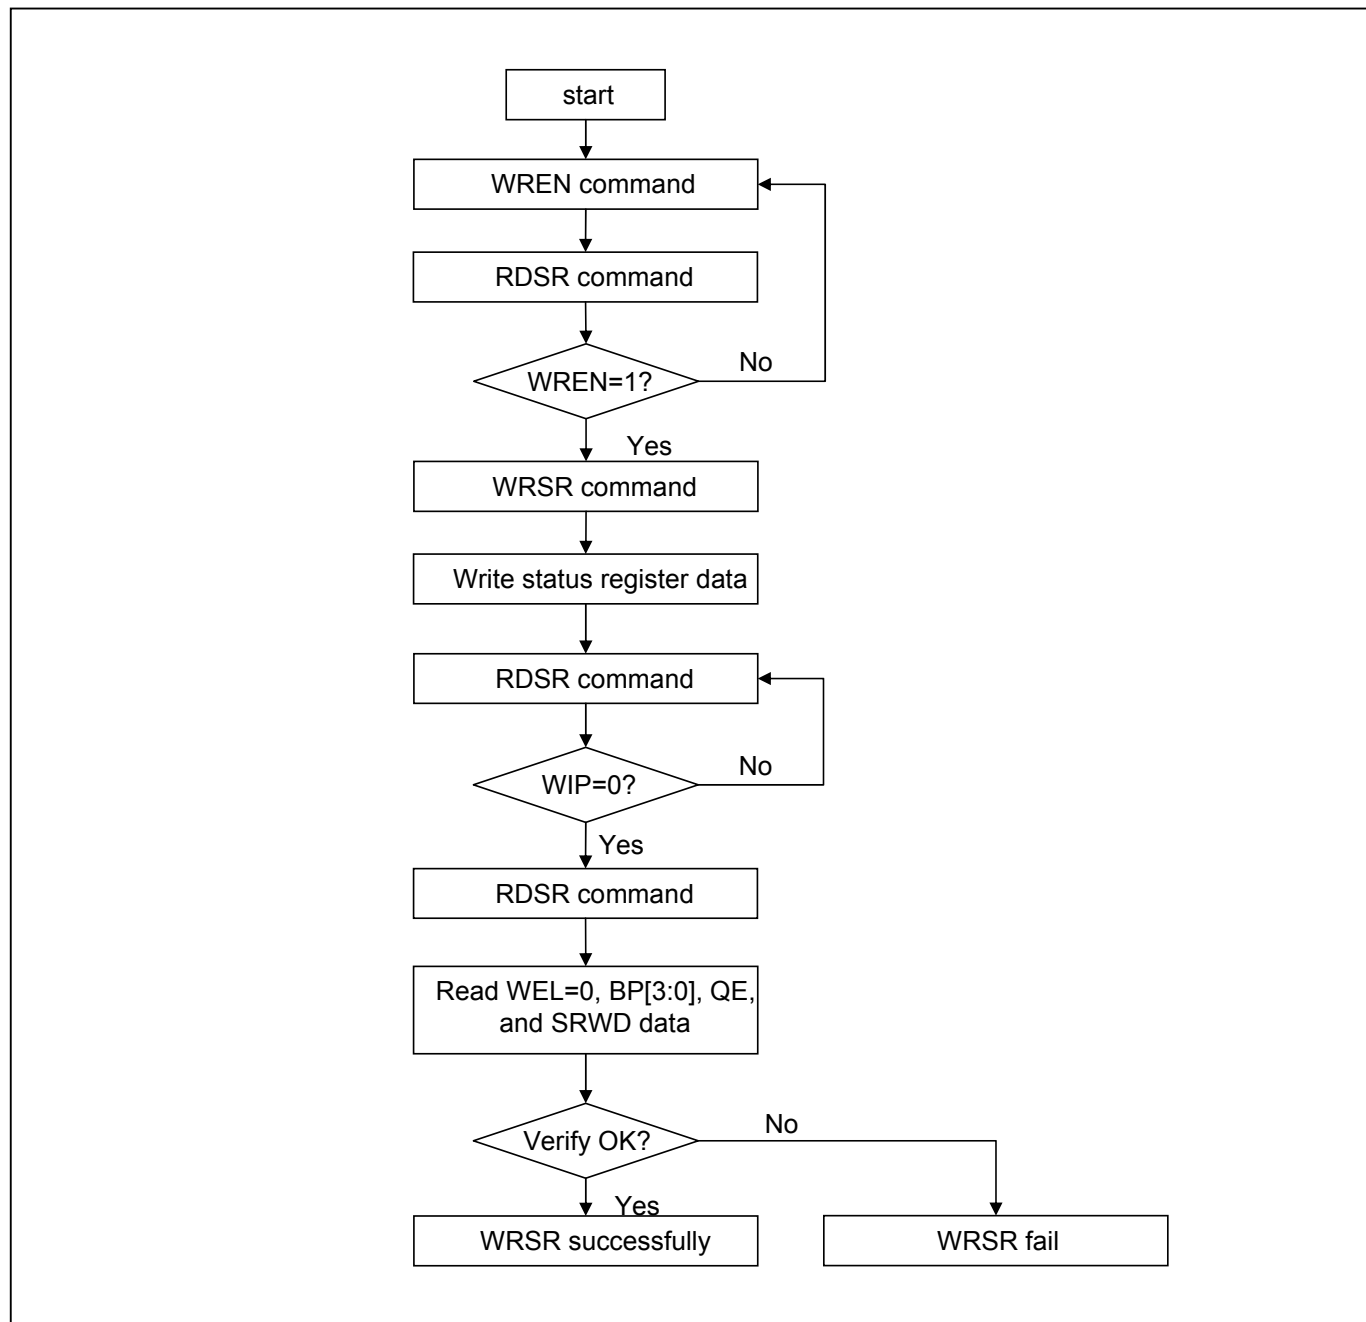 start
WREN command
RDSR command
WREN=1?
No
Yes
WRSR command
Write status register data
RDSR command
WIP=0?
No
Yes
RDSR command
Read WEL=0, BP[3:0], QE,
and SRWD data
Verify OK?
No
Yes
WRSR successfully
WRSR fail